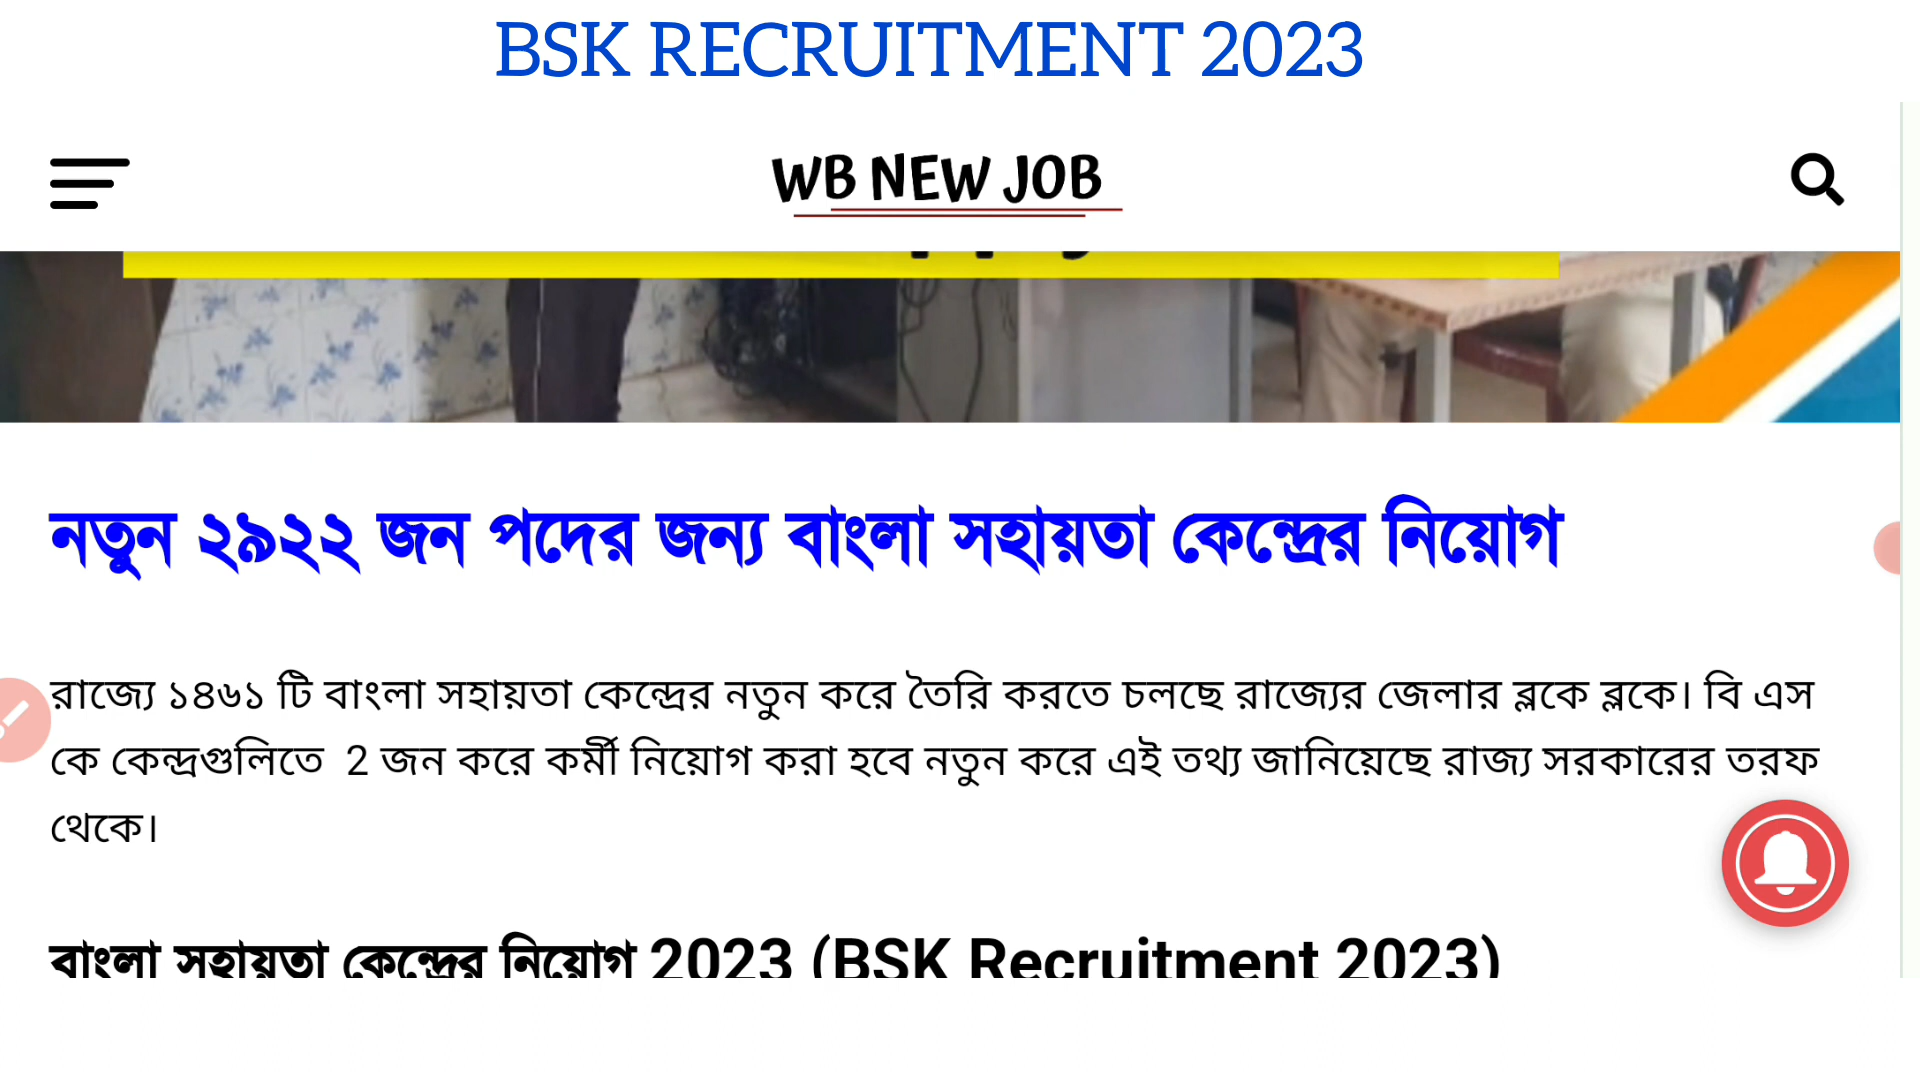 BSK RECRUITMENT 2023
WB NEW JOB
নতুন ২৯২২ জন পদের জন্য বাংলা সহায়তা কেন্দ্রের নিয়োগ
রাজ্যে ১৪৬১ টি বাংলা সহায়তা কেন্দ্রের নতুন করে তৈরি করতে চলছে রাজ্যের জেলার ব্লকে ব্লকে। বি এস
কে কেন্দ্রগুলিতে 2 জন করে কর্মী নিয়োগ করা হবে নতুন করে এই তথ্য জানিয়েছে রাজ্য সরকারের তরফ
থেকে।
বাংলা সহায়তা কেন্দ্রের নিয়োগ 2023 (BSK Recruitment 2023)